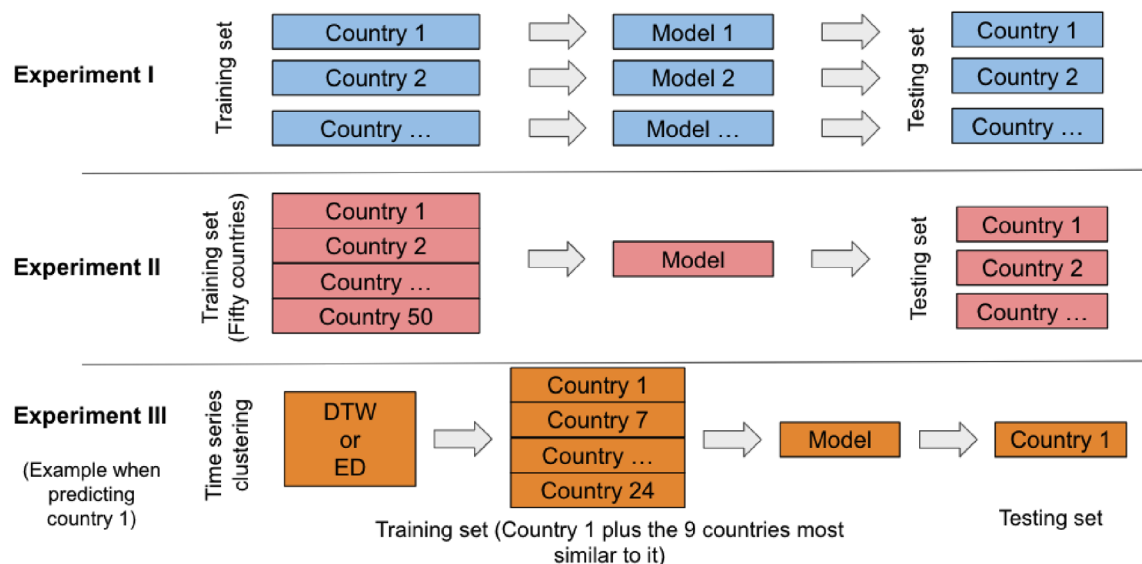 Experiment I
Training set
Country 1
Model 1
Country 1
Country 2
Model 2
Country 2
Country ...
Model ...
Country ...
Testing set
Experiment II
Training set
(Fifty countries)
Country 1
Country 2
Country ...
Country 50
Model
Testing set
Country 1
Country 2
Country ...
Experiment III
(Example when
predicting
country 1)
Time series
clustering
DTW
or
ED
Country 1
Country 7
Country ...
Country 24
Training set (Country 1 plus the 9 countries most
similar to it)
Model
Country 1
Testing set